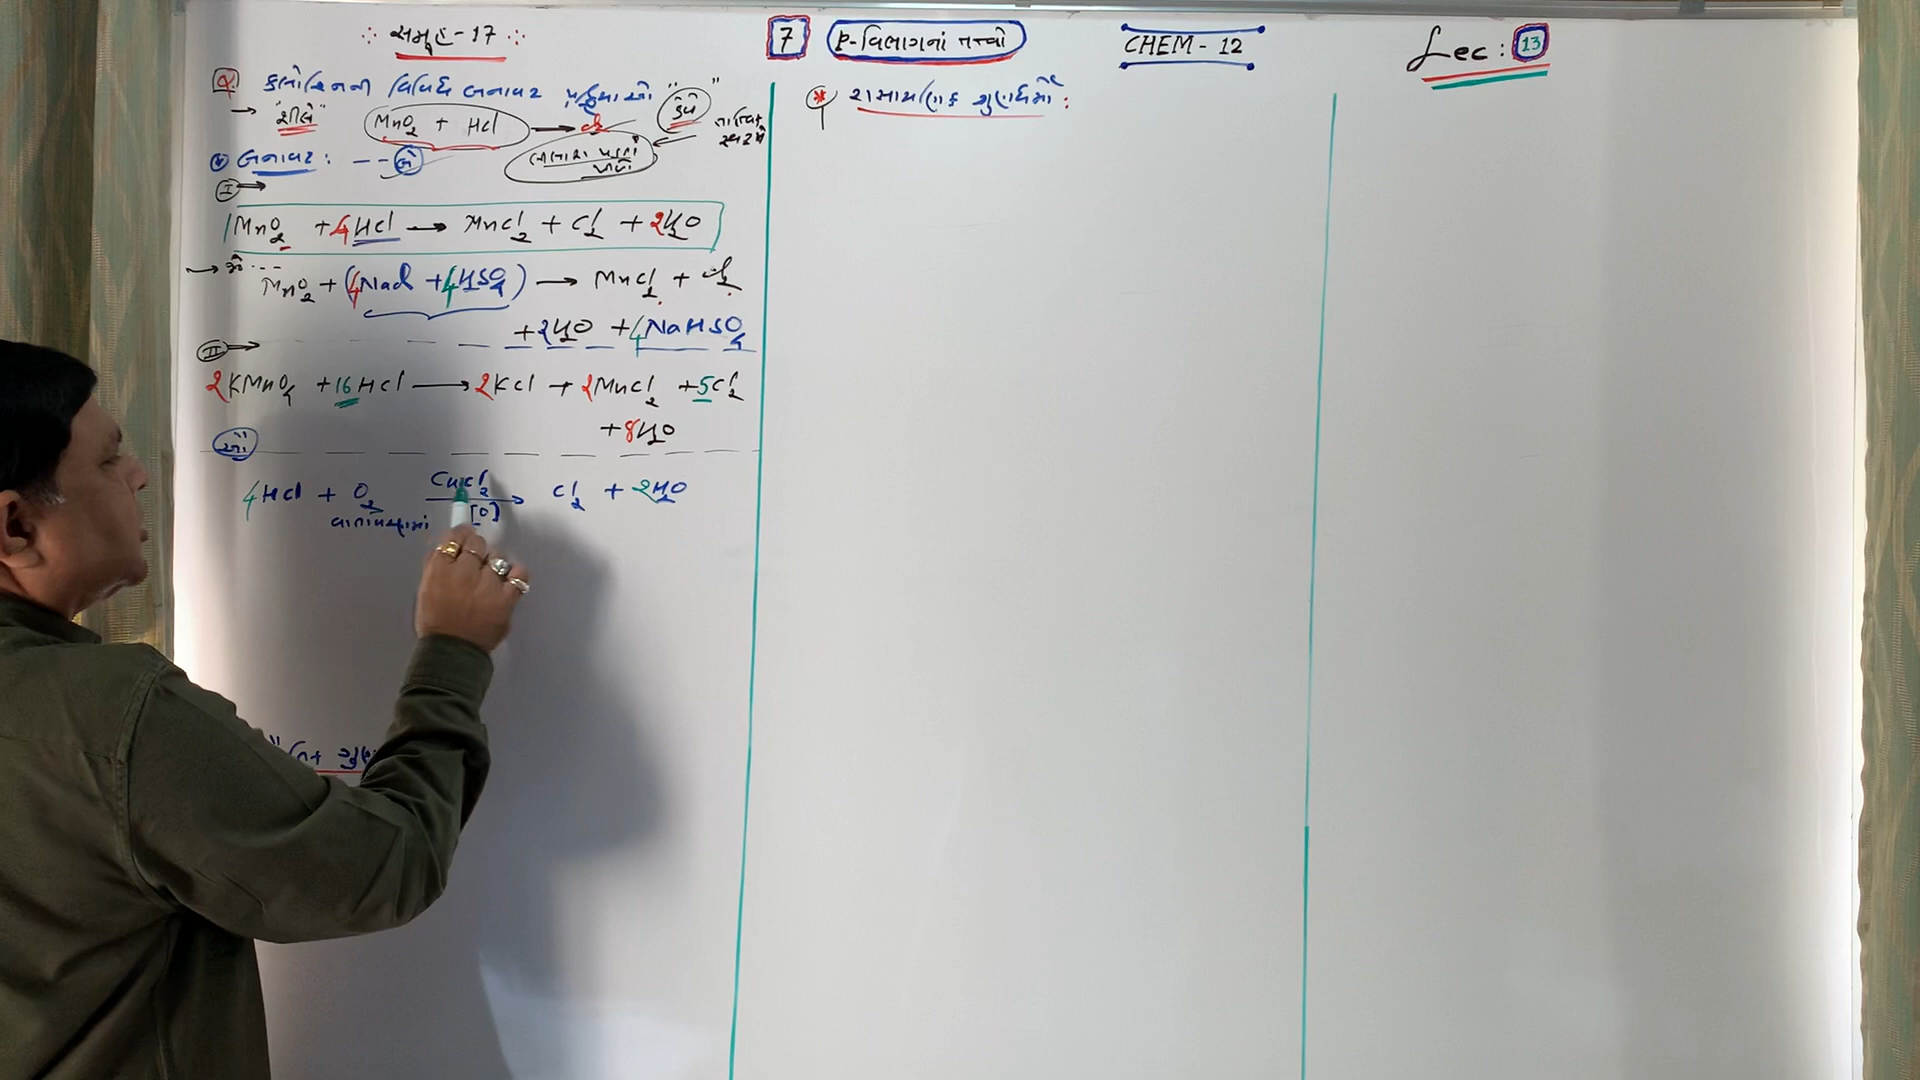 સમૂહ - 17
7 p-વિભાગનાં તત્ત્વો
CHEM - 12
Lec : 13
Q. ક્લોરિનની વિવિધ બનાવટ
→ "શીલે" MnO2 + HCl → Cl2
બનાવટ : - -
I →
MnO2 + 4HCl → MnCl2 + Cl2 + 2H2O
MnO2 + (4NaCl + 4H2SO4) → MnCl2 + Cl2
+ 2H2O + 4NaHSO4
II →
2KMnO4 + 16HCl → 2KCl + 2MnCl2 + 5Cl2
+ 8H2O
4HCl + O2 CuCl2 → Cl2 + 2H2O
[O]
* રાસાયણિક ગુણધર્મો :